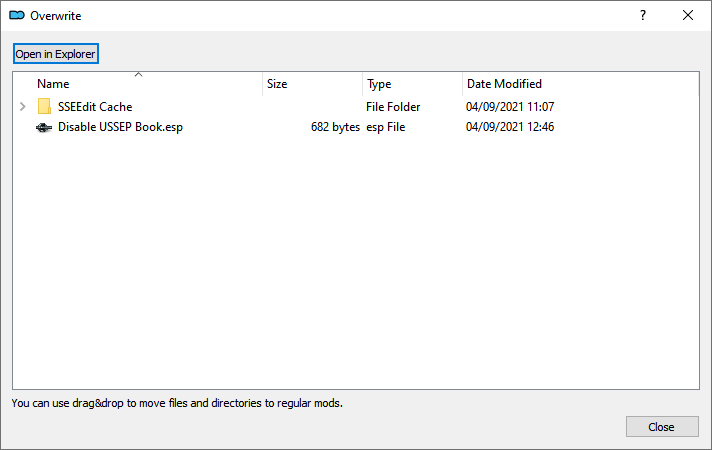 Overwrite
?
Open in Explorer
Name Size Type Date Modified
SSEEdit Cache File Folder 04/09/2021 11:07
Disable USSEP Book.esp 682 bytes esp File 04/09/2021 12:46
You can use drag&drop to move files and directories to regular mods.
Close